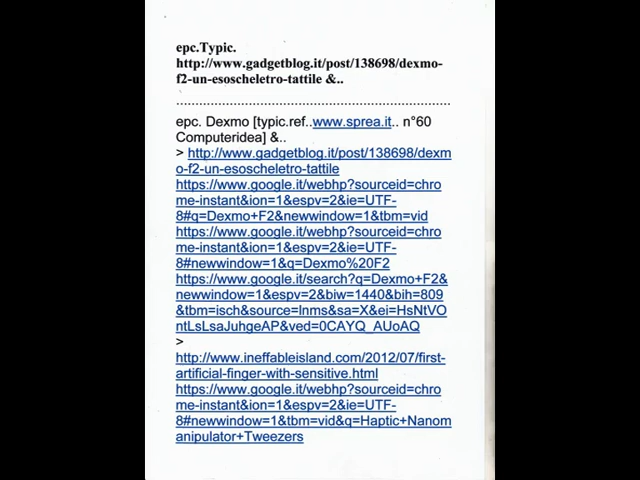 epc.Typic.
http://www.gadgetblog.it/post/138698/dexmo-
f2-un-esoscheletro-tattile &..
epc. Dexmo [typic.ref..www.sprea.it.. n°60
Computeridea] &..
> http://www.gadgetblog.it/post/138698/dexm
o-f2-un-esoscheletro-tattile
https://www.google.it/webhp?sourceid=chro
me-instant&ion=1&espv=2&ie=UTF-
8#q=Dexmo+F2&newwindow=1&tbm=vid
https://www.google.it/webhp?sourceid=chro
me-instant&ion=1&espv=2&ie=UTF-
8#newwindow=1&q=Dexmo%20F2
https://www.google.it/search?q=Dexmo+F2&
newwindow=1&espv=2&biw=1440&bih=809
&tbm=isch&source=lnms&sa=X&ei=HsNtVO
ntLsLsaJuhgeAP&ved=0CAYQ_AUoAQ
>
http://www.ineffableisland.com/2012/07/first-
artificial-finger-with-sensitive.html
https://www.google.it/webhp?sourceid=chro
me-instant&ion=1&espv=2&ie=UTF-
8#newwindow=1&tbm=vid&q=Haptic+Nanom
anipulator+Tweezers